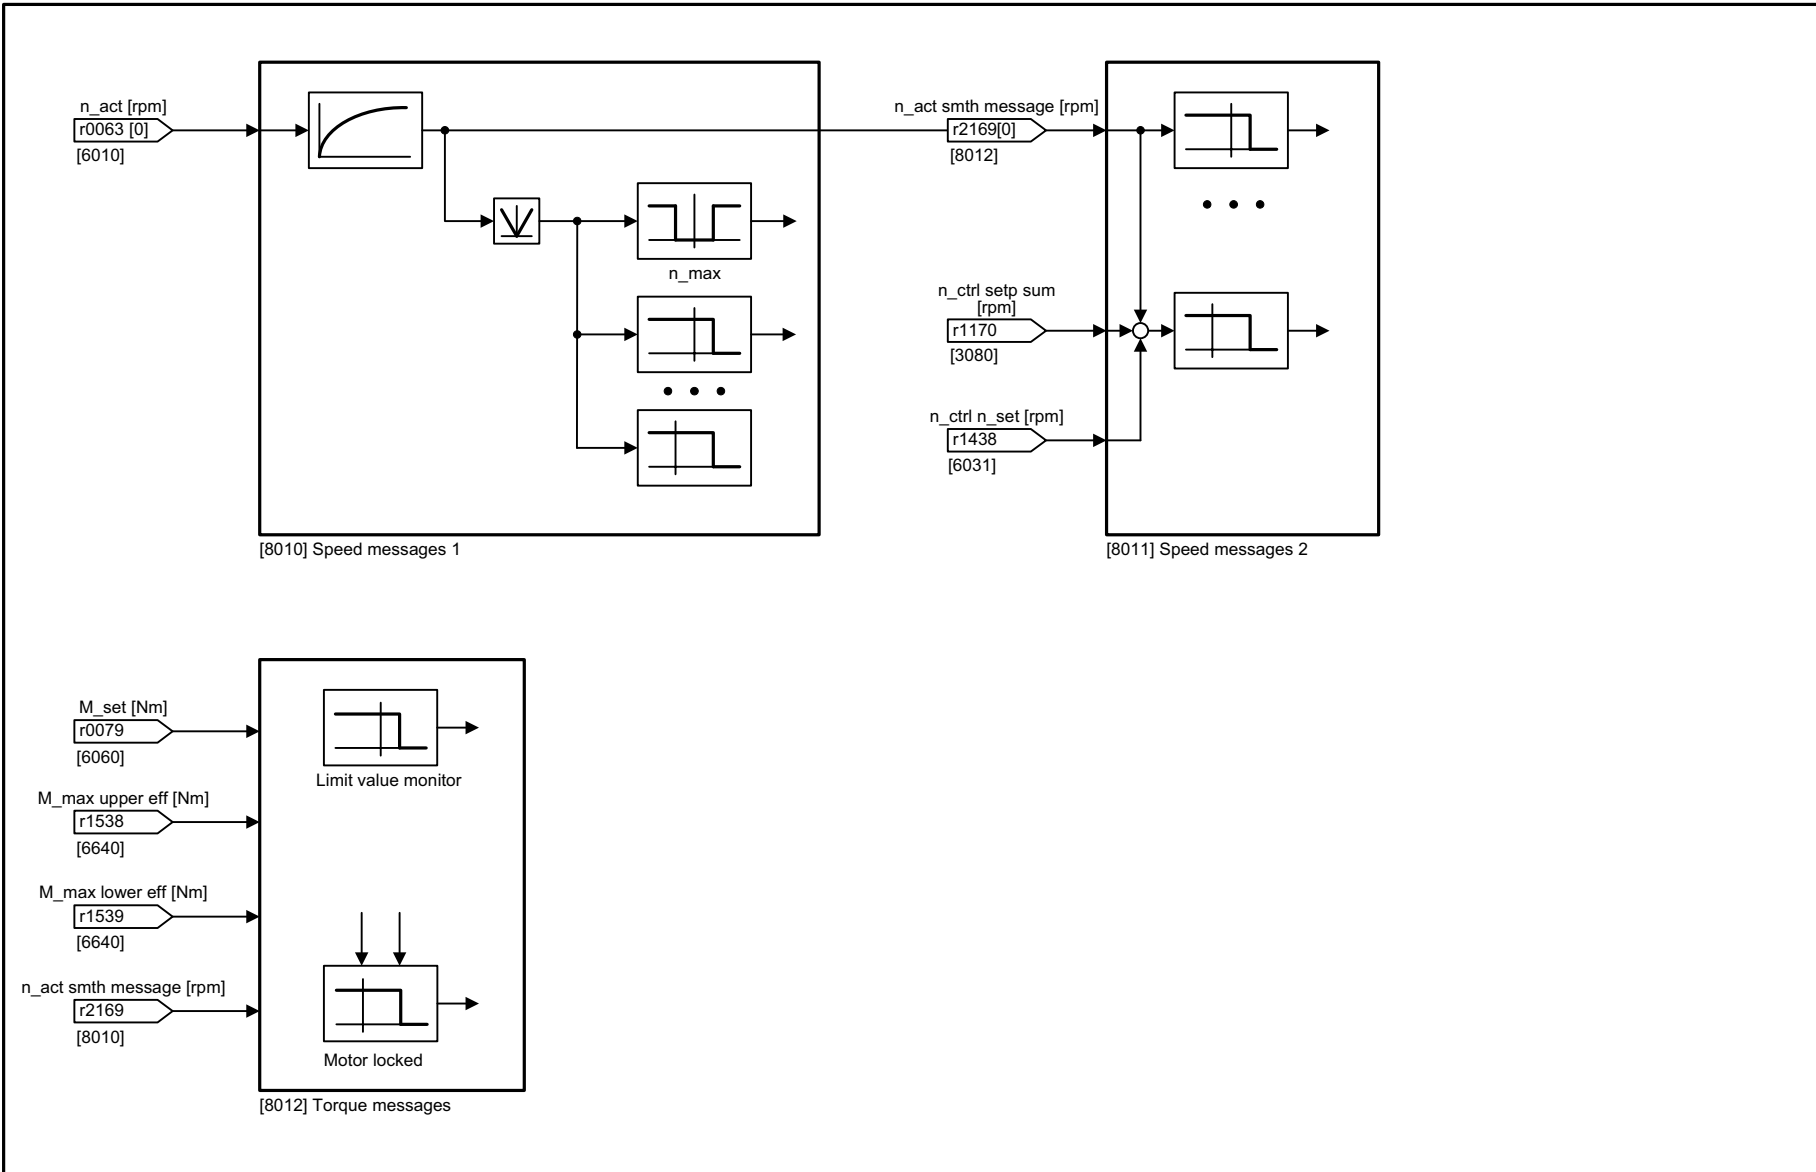 n_act [rpm]
r0063 [0]
[6010]
n_max
[8010] Speed messages 1
n_act smth message [rpm]
r2169[0]
[8012]
n_ctrl setp sum
[rpm]
r1170
[3080]
n_ctrl n_set [rpm]
r1438
[6031]
[8011] Speed messages 2
M_set [Nm]
r0079
[6060]
M_max upper eff [Nm]
r1538
[6640]
M_max lower eff [Nm]
r1539
[6640]
n_act smth message [rpm]
r2169
[8010]
Limit value monitor
Motor locked
[8012] Torque messages